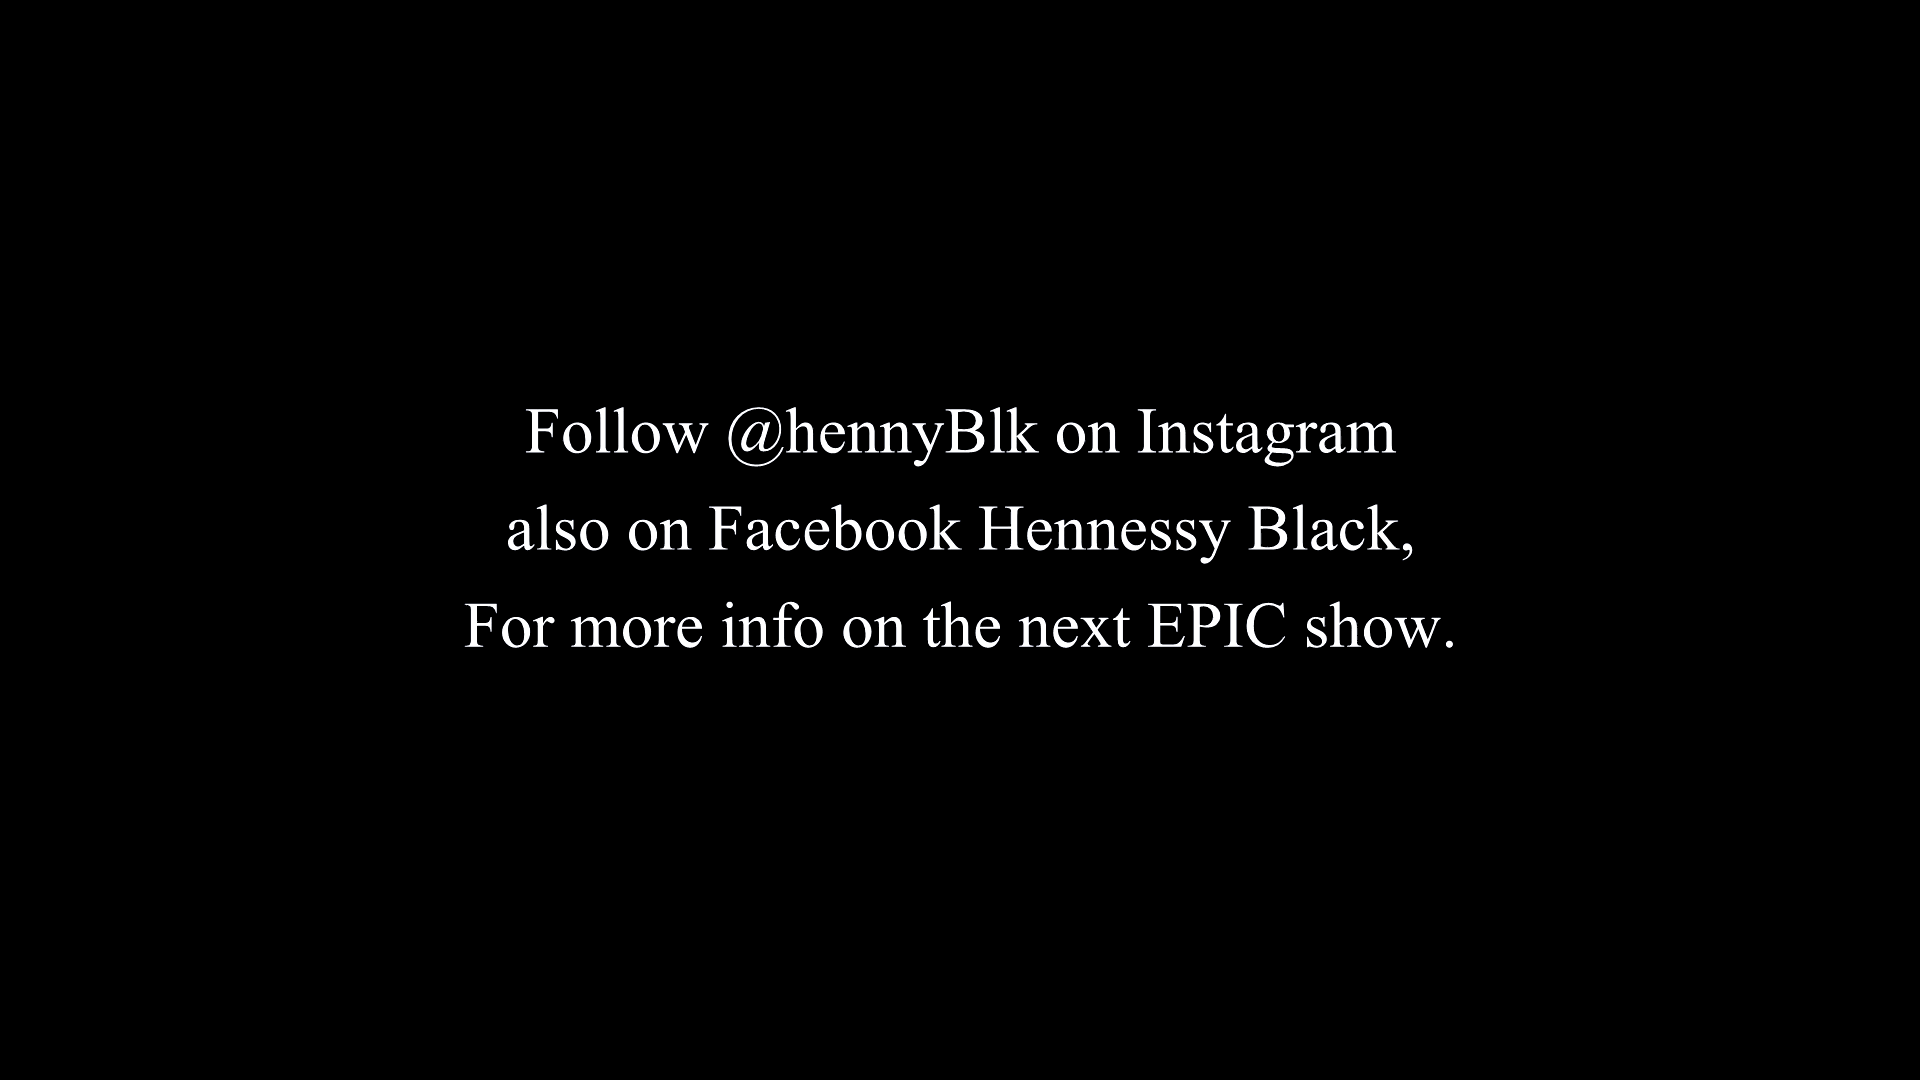 Follow @hennyBlk on Instagram
also on Facebook Hennessy Black,
For more info on the next EPIC show.